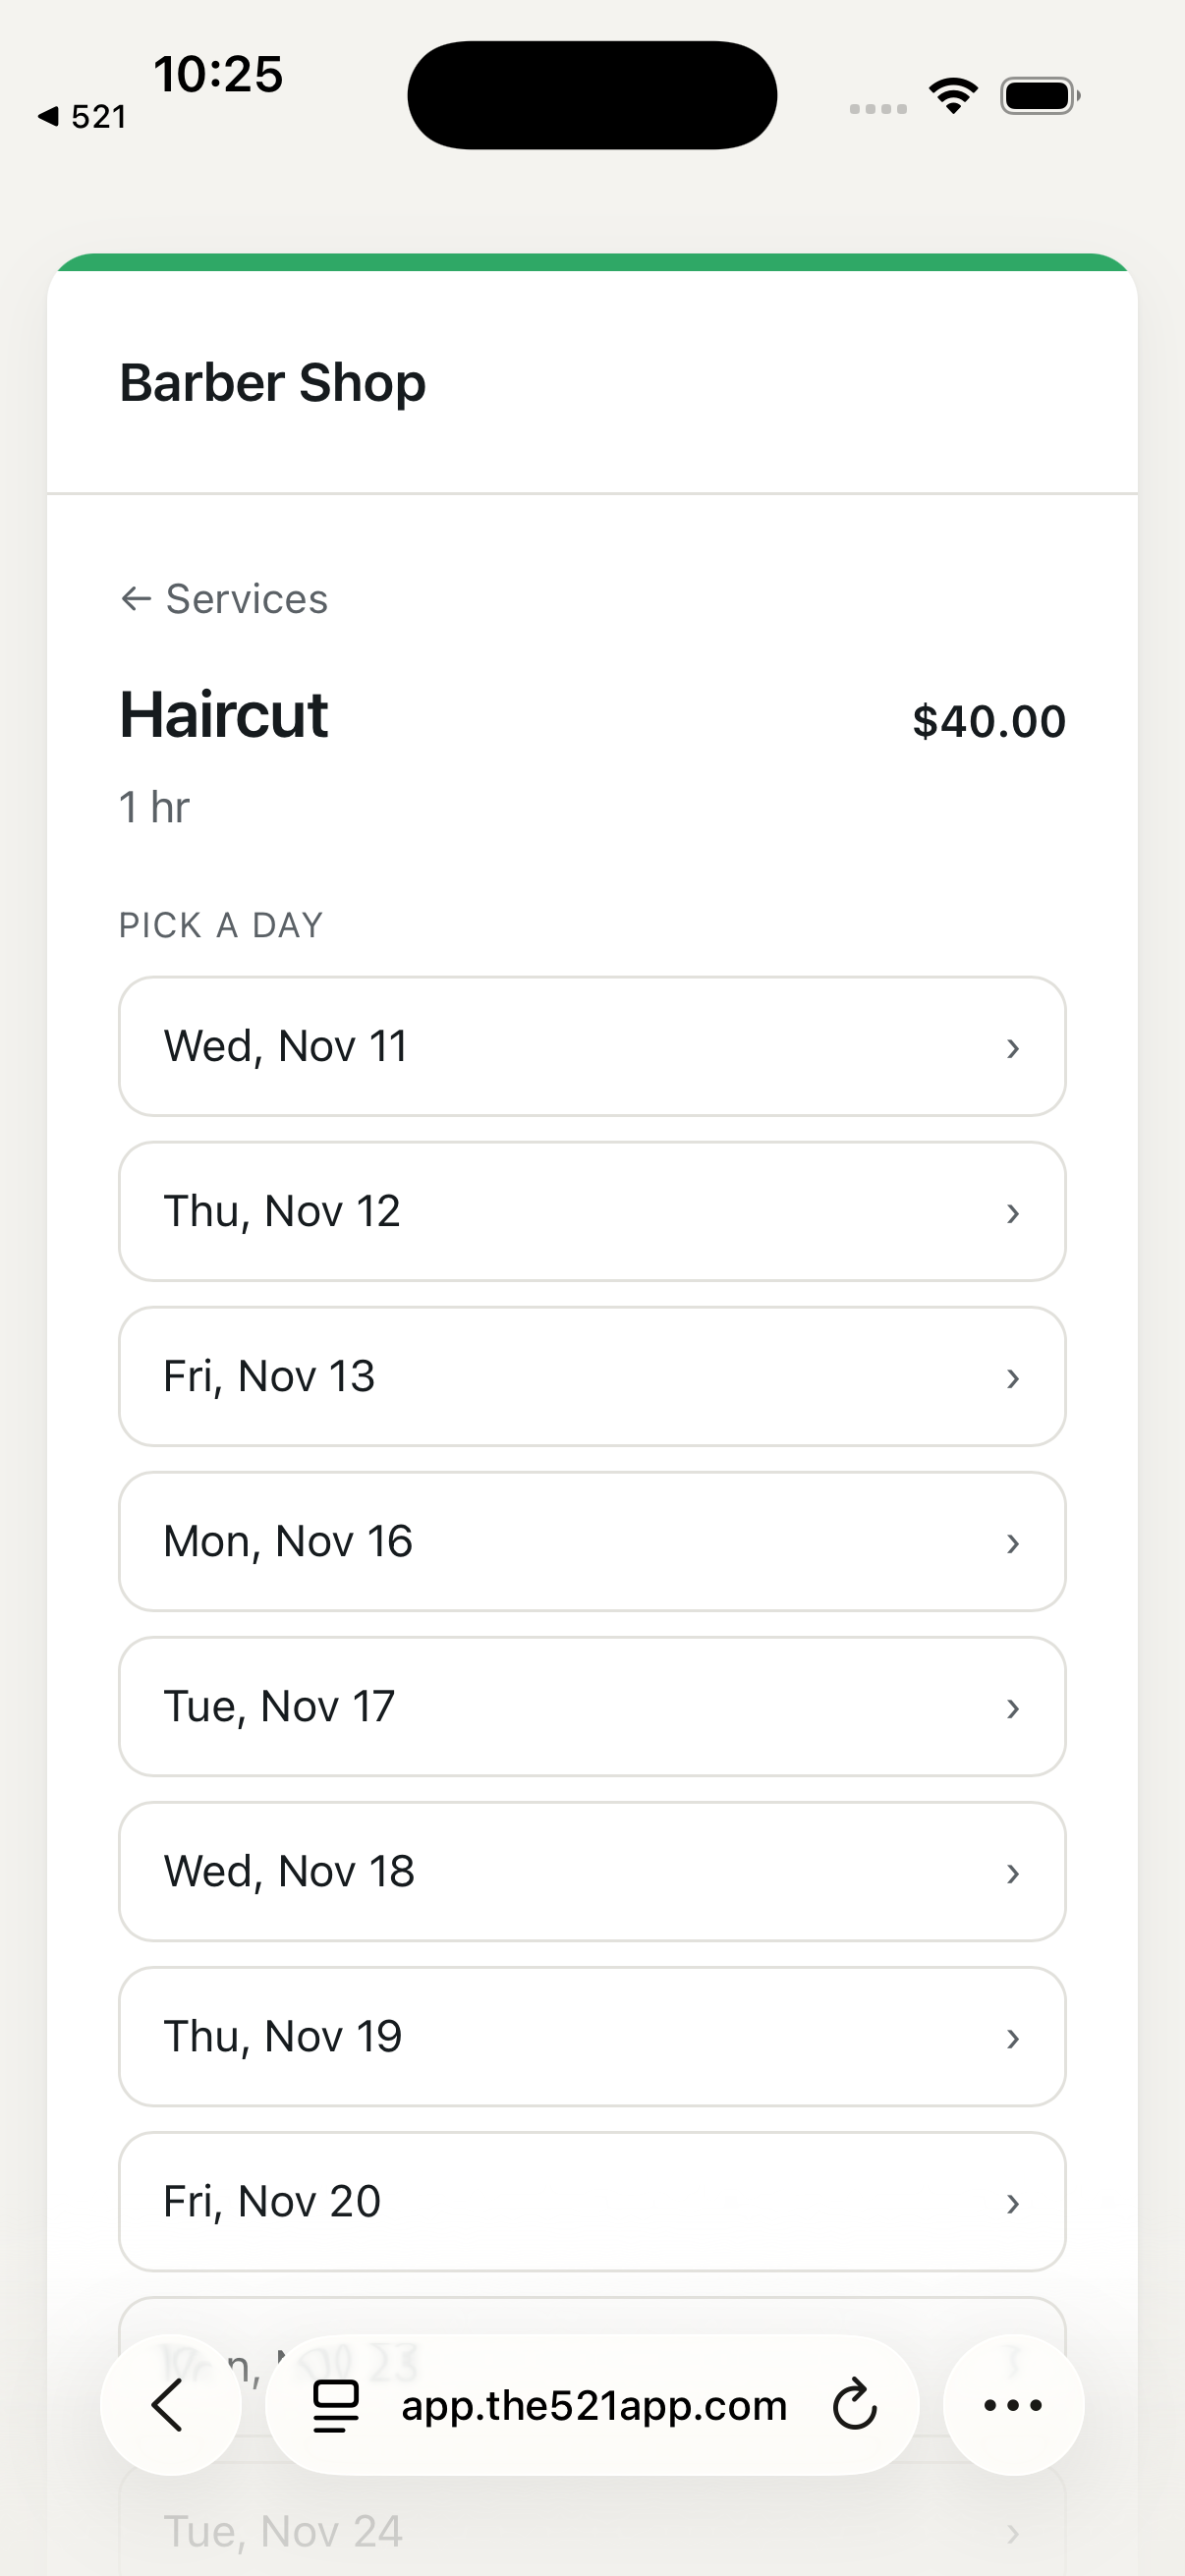 10:25
◀ 521
Barber Shop
← Services
Haircut
$40.00
1 hr
PICK A DAY
Wed, Nov 11 ›
Thu, Nov 12 ›
Fri, Nov 13 ›
Mon, Nov 16 ›
Tue, Nov 17 ›
Wed, Nov 18 ›
Thu, Nov 19 ›
Fri, Nov 20 ›
app.the521app.com
Tue, Nov 24 ›